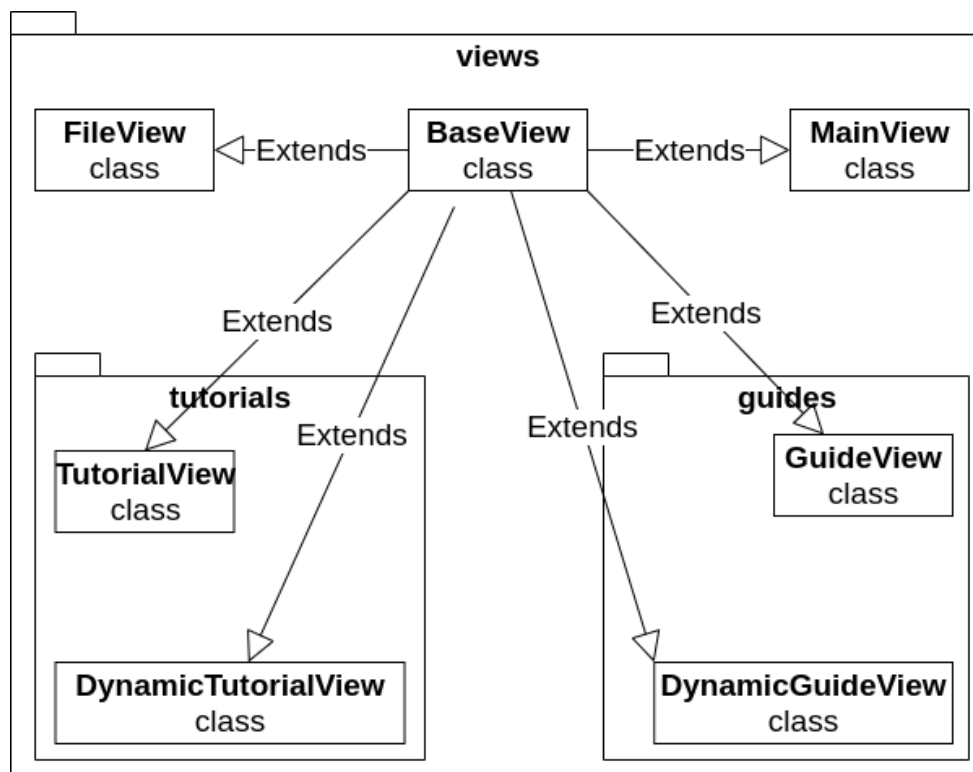 views
FileView
class
Extends
BaseView
class
Extends
MainView
class
Extends
Extends
tutorials
Extends
TutorialView
class
DynamicTutorialView
class
Extends
guides
GuideView
class
DynamicGuideView
class